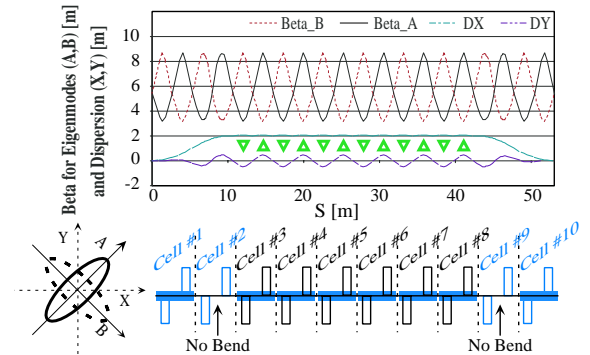 Beta for Eigenmodes (A,B) [m]
and Dispersion (X,Y) [m]
Beta_B Beta_A DX DY
10
8
6
4
2
0
-2
0 10 20 30 40 50
S [m]
Y A
X
B
Cell #1 Cell #2 Cell #3 Cell #4 Cell #5 Cell #6 Cell #7 Cell #8 Cell #9 Cell #10
No Bend No Bend